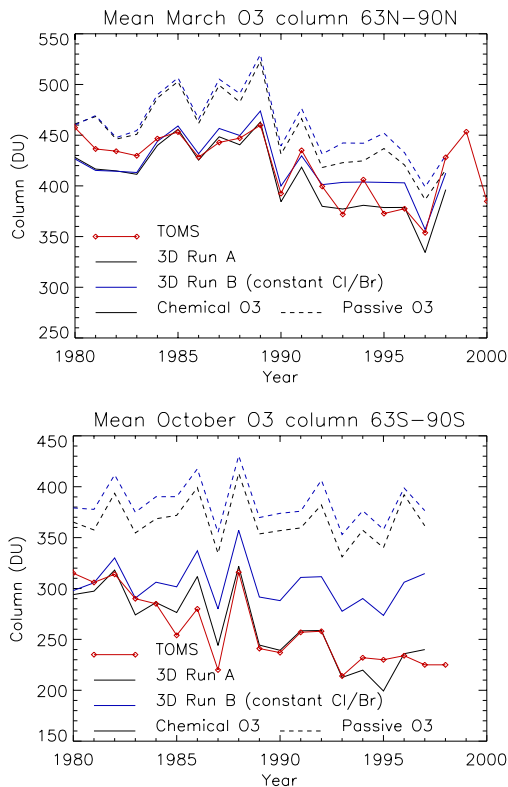 Mean March O3 column 63N−90N
550
500
450
400
350
300
250
Column (DU)
TOMS
3D Run A
3D Run B (constant Cl/Br)
Chemical O3 Passive O3
1980 1985 1990 1995 2000
Year
Mean October O3 column 63S−90S
450
400
350
300
250
200
150
Column (DU)
TOMS
3D Run A
3D Run B (constant Cl/Br)
Chemical O3 Passive O3
1980 1985 1990 1995 2000
Year